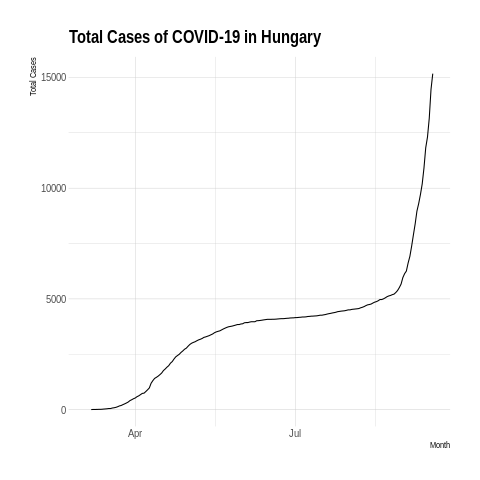 Total Cases of COVID-19 in Hungary
Total Cases
15000
10000
5000
0
Apr
Jul
Month